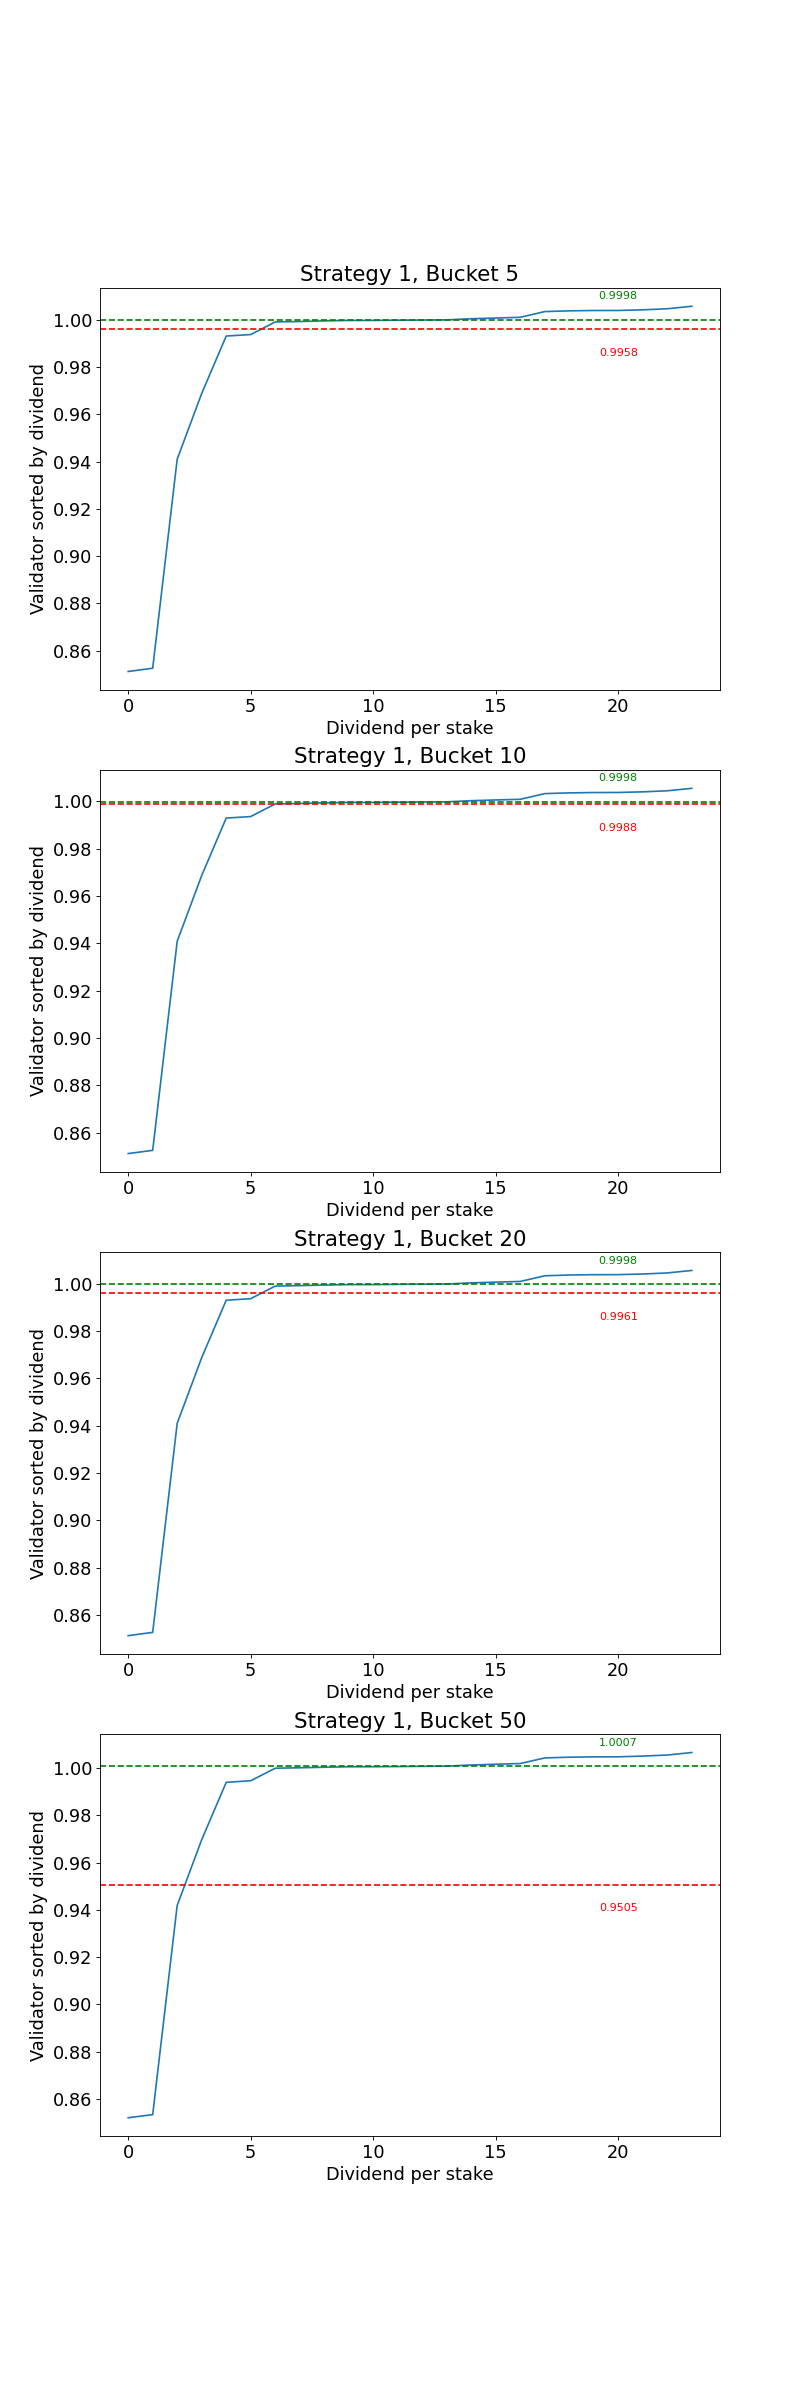 Strategy 1, Bucket 5
0.9998
1.00
0.9958
0.98
0.96
0.94
0.92
0.90
0.88
0.86
Validator sorted by dividend
0 5 10 15 20
Dividend per stake
Strategy 1, Bucket 10
0.9998
1.00
0.9988
0.98
0.96
0.94
0.92
0.90
0.88
0.86
Validator sorted by dividend
0 5 10 15 20
Dividend per stake
Strategy 1, Bucket 20
0.9998
1.00
0.9961
0.98
0.96
0.94
0.92
0.90
0.88
0.86
Validator sorted by dividend
0 5 10 15 20
Dividend per stake
Strategy 1, Bucket 50
1.0007
1.00
0.98
0.96
0.94
0.9505
0.92
0.90
0.88
0.86
Validator sorted by dividend
0 5 10 15 20
Dividend per stake